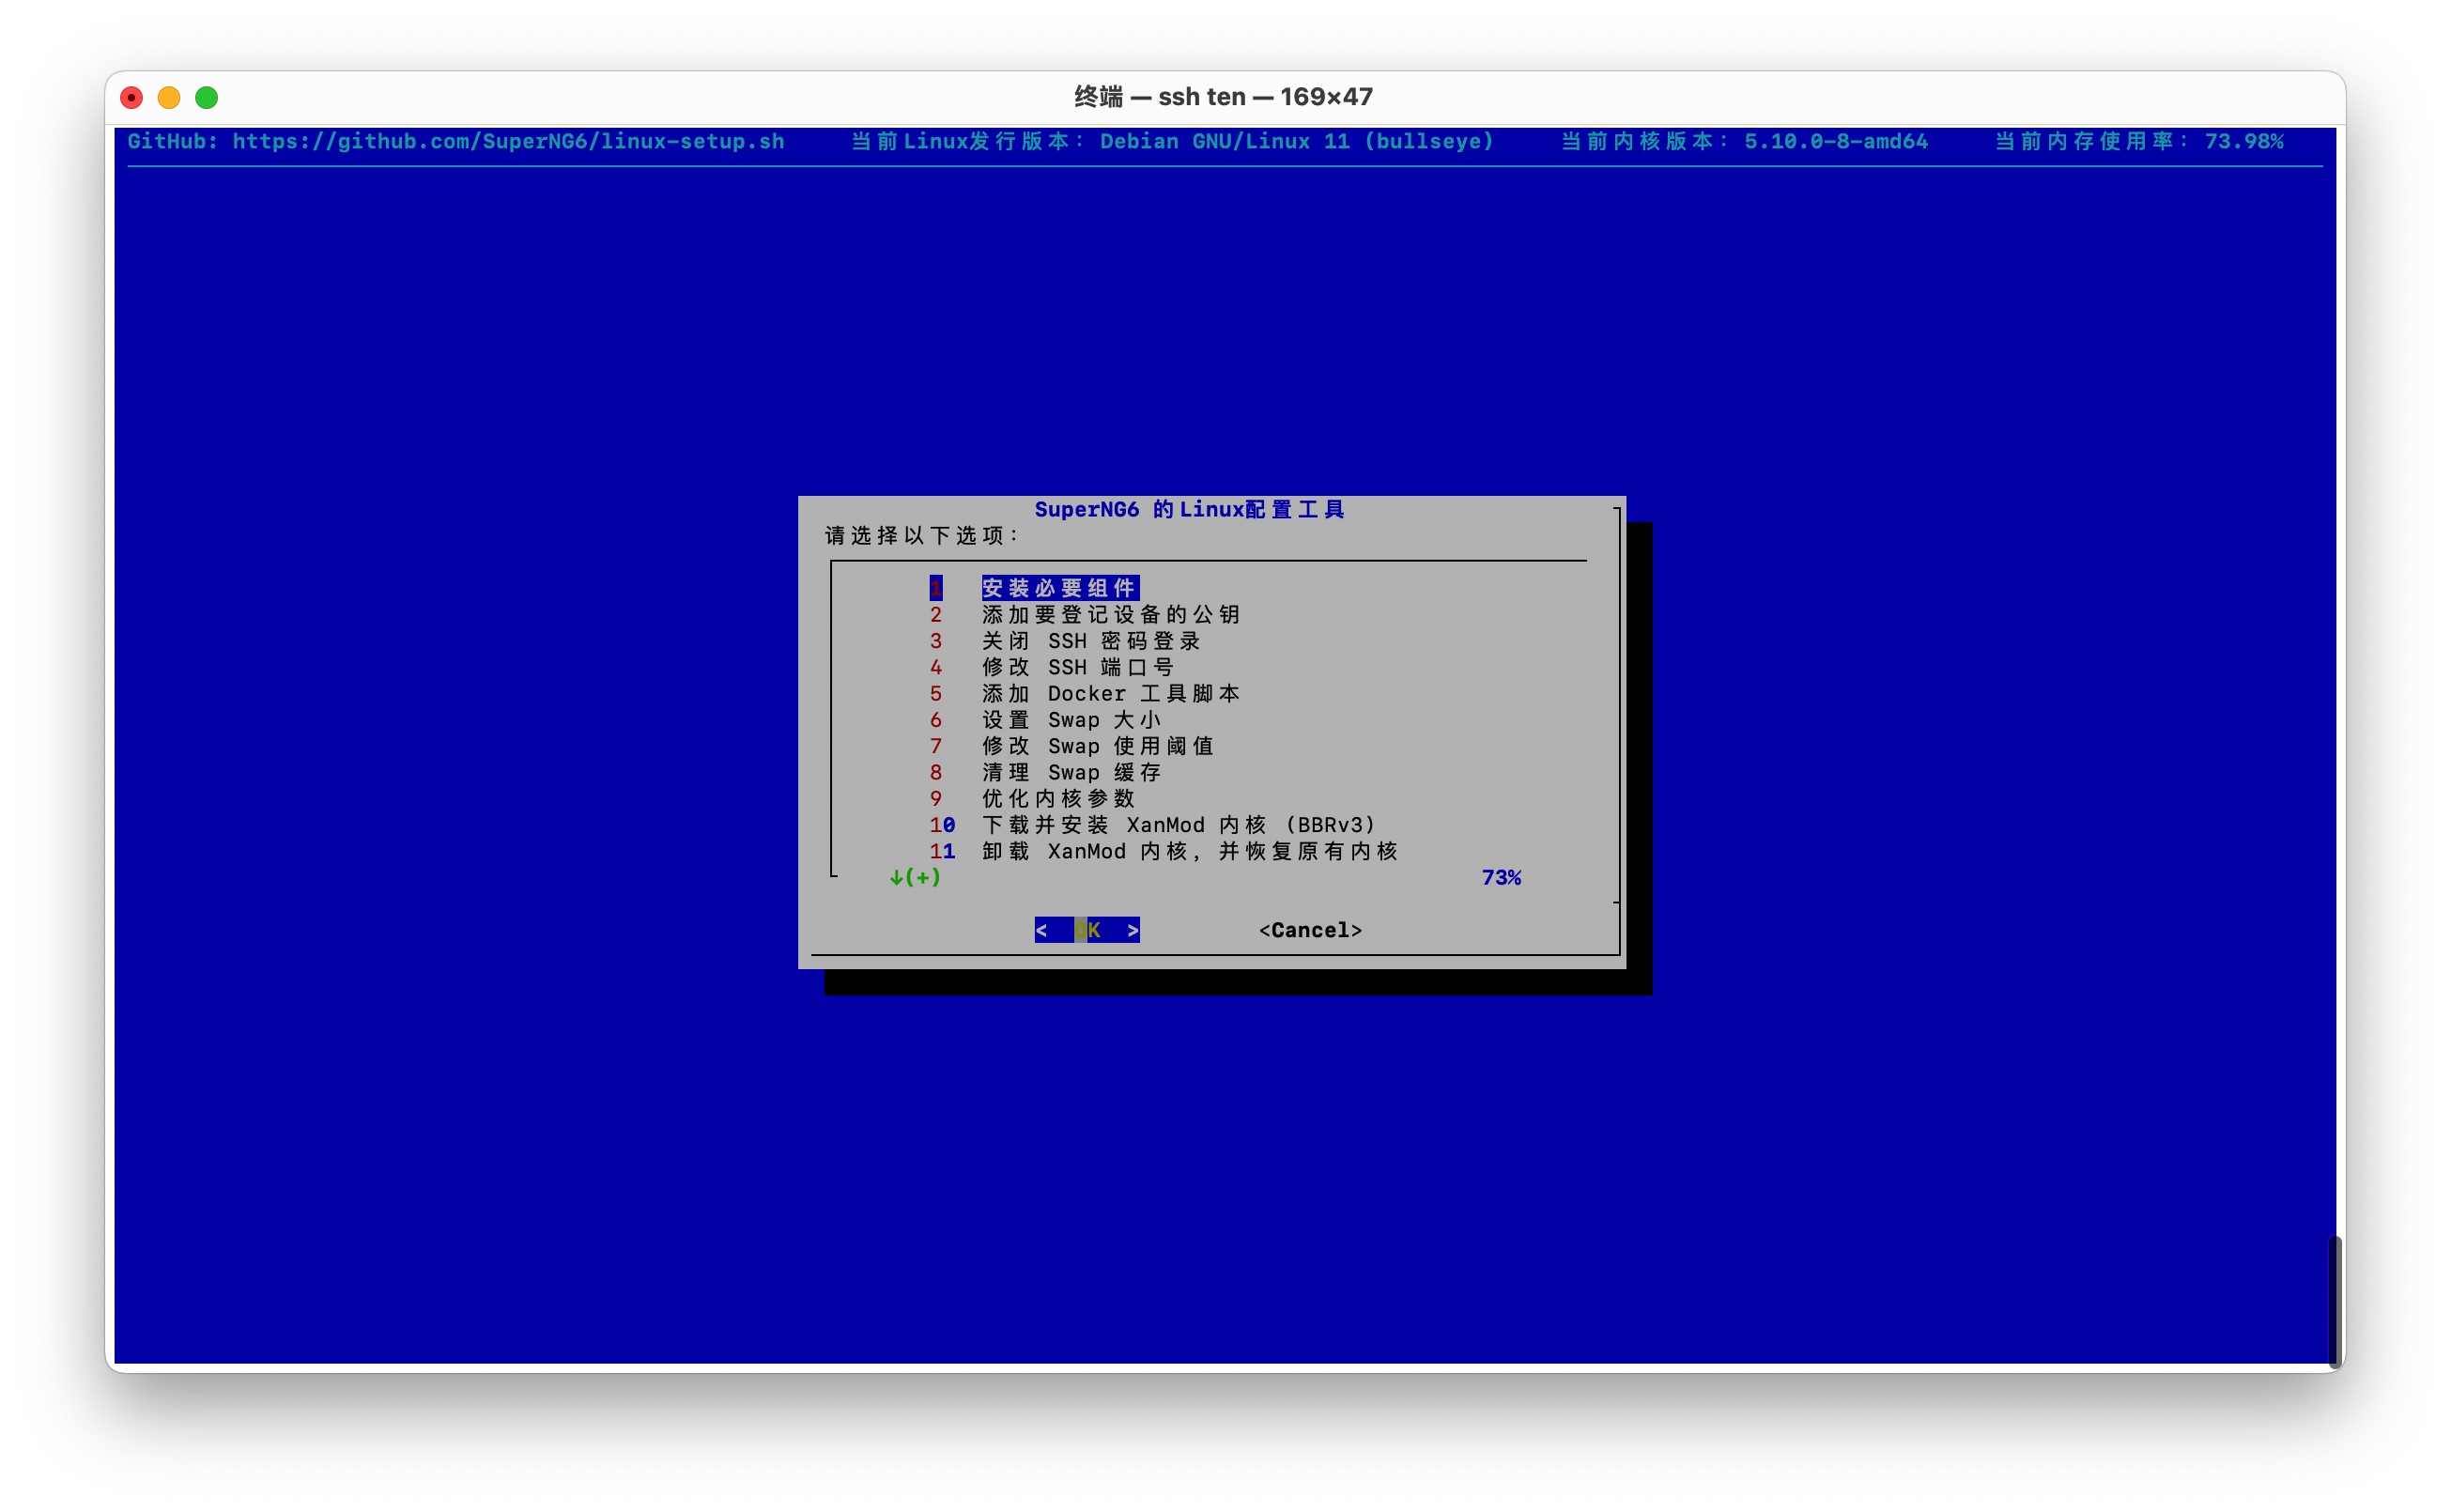 终端 — ssh ten — 169×47
GitHub: https://github.com/SuperNG6/linux-setup.sh 当前Linux发行版本：Debian GNU/Linux 11 (bullseye) 当前内核版本：5.10.0-8-amd64 当前内存使用率：73.98%
SuperNG6 的Linux配置工具
请选择以下选项：
1 安装必要组件
2 添加要登记设备的公钥
3 关闭 SSH 密码登录
4 修改 SSH 端口号
5 添加 Docker 工具脚本
6 设置 Swap 大小
7 修改 Swap 使用阈值
8 清理 Swap 缓存
9 优化内核参数
10 下载并安装 XanMod 内核 (BBRv3)
11 卸载 XanMod 内核，并恢复原有内核
↓(+) 73%
< OK > <Cancel>